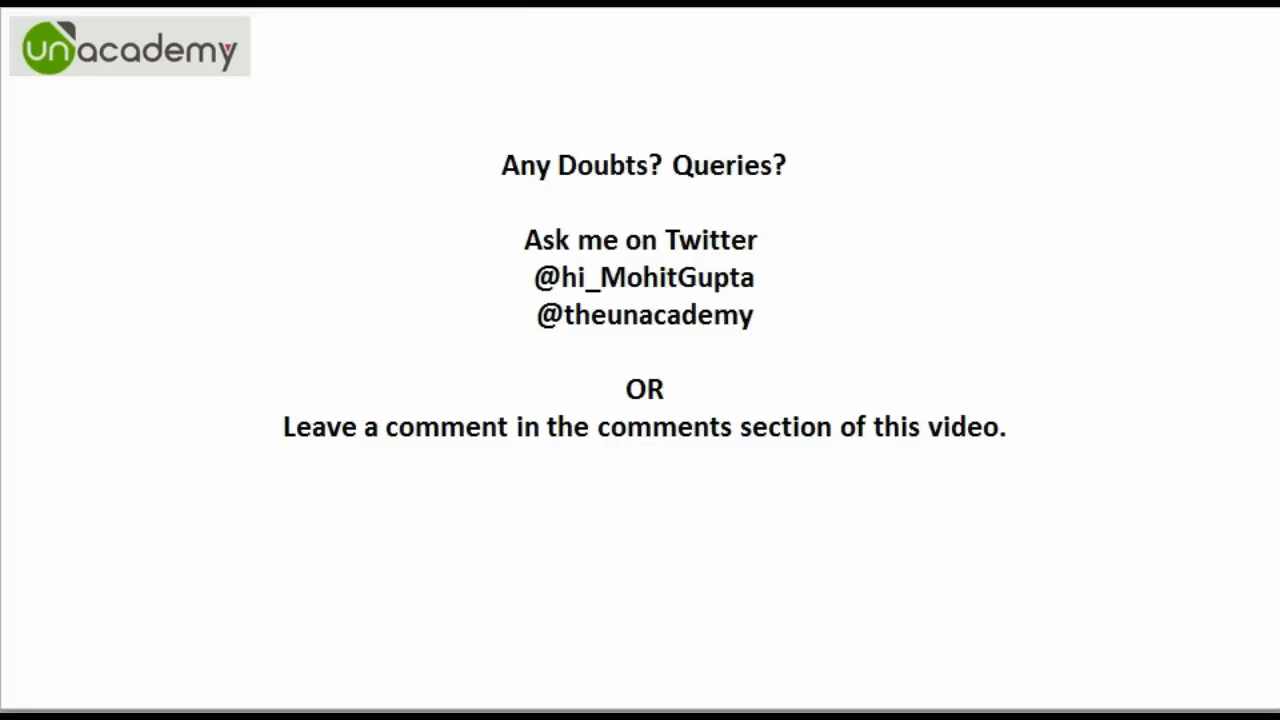 unacademy
Any Doubts? Queries?
Ask me on Twitter
@hi_MohitGupta
@theunacademy
OR
Leave a comment in the comments section of this video.